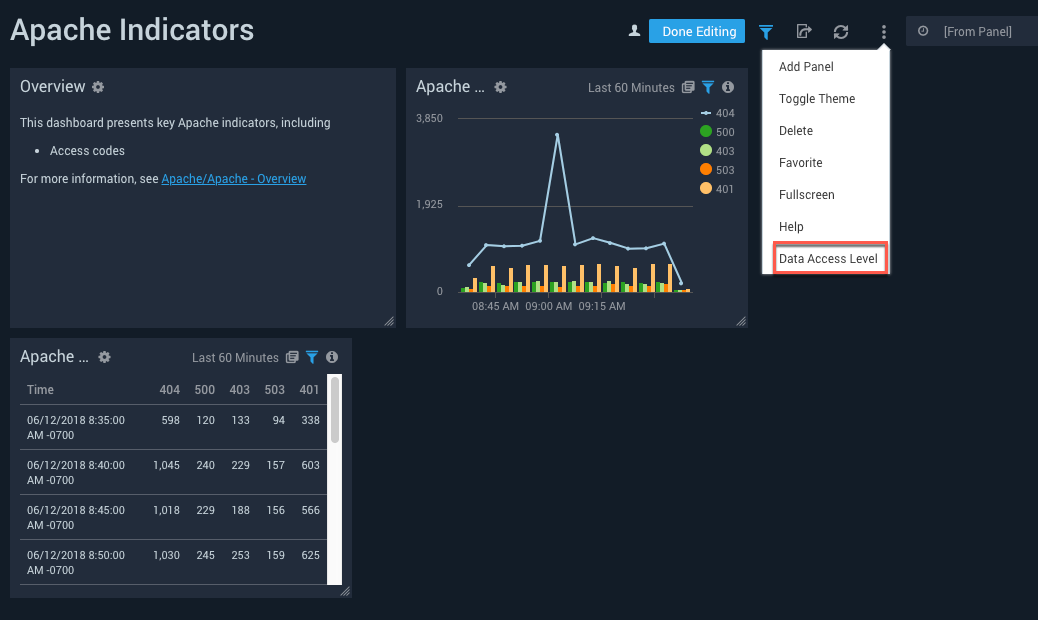 Apache Indicators
Done Editing
[From Panel]
Add Panel
Toggle Theme
Delete
Favorite
Fullscreen
Help
Data Access Level
Overview
This dashboard presents key Apache indicators, including
• Access codes
For more information, see Apache/Apache - Overview
Apache ... Last 60 Minutes
3,850
1,925
0
08:45 AM 09:00 AM 09:15 AM
404
500
403
503
401
Apache ... Last 60 Minutes
Time 404 500 403 503 401
06/12/2018 8:35:00 598 120 133 94 338
AM -0700
06/12/2018 8:40:00 1,045 240 229 157 603
AM -0700
06/12/2018 8:45:00 1,018 229 188 156 566
AM -0700
06/12/2018 8:50:00 1,030 245 253 159 625
AM -0700